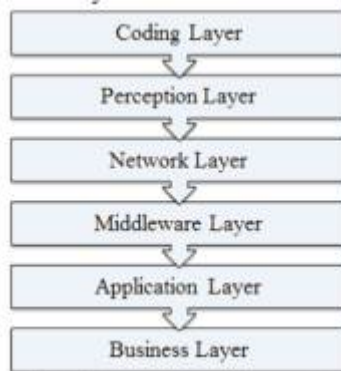 Coding Layer
Perception Layer
Network Layer
Middleware Layer
Application Layer
Business Layer